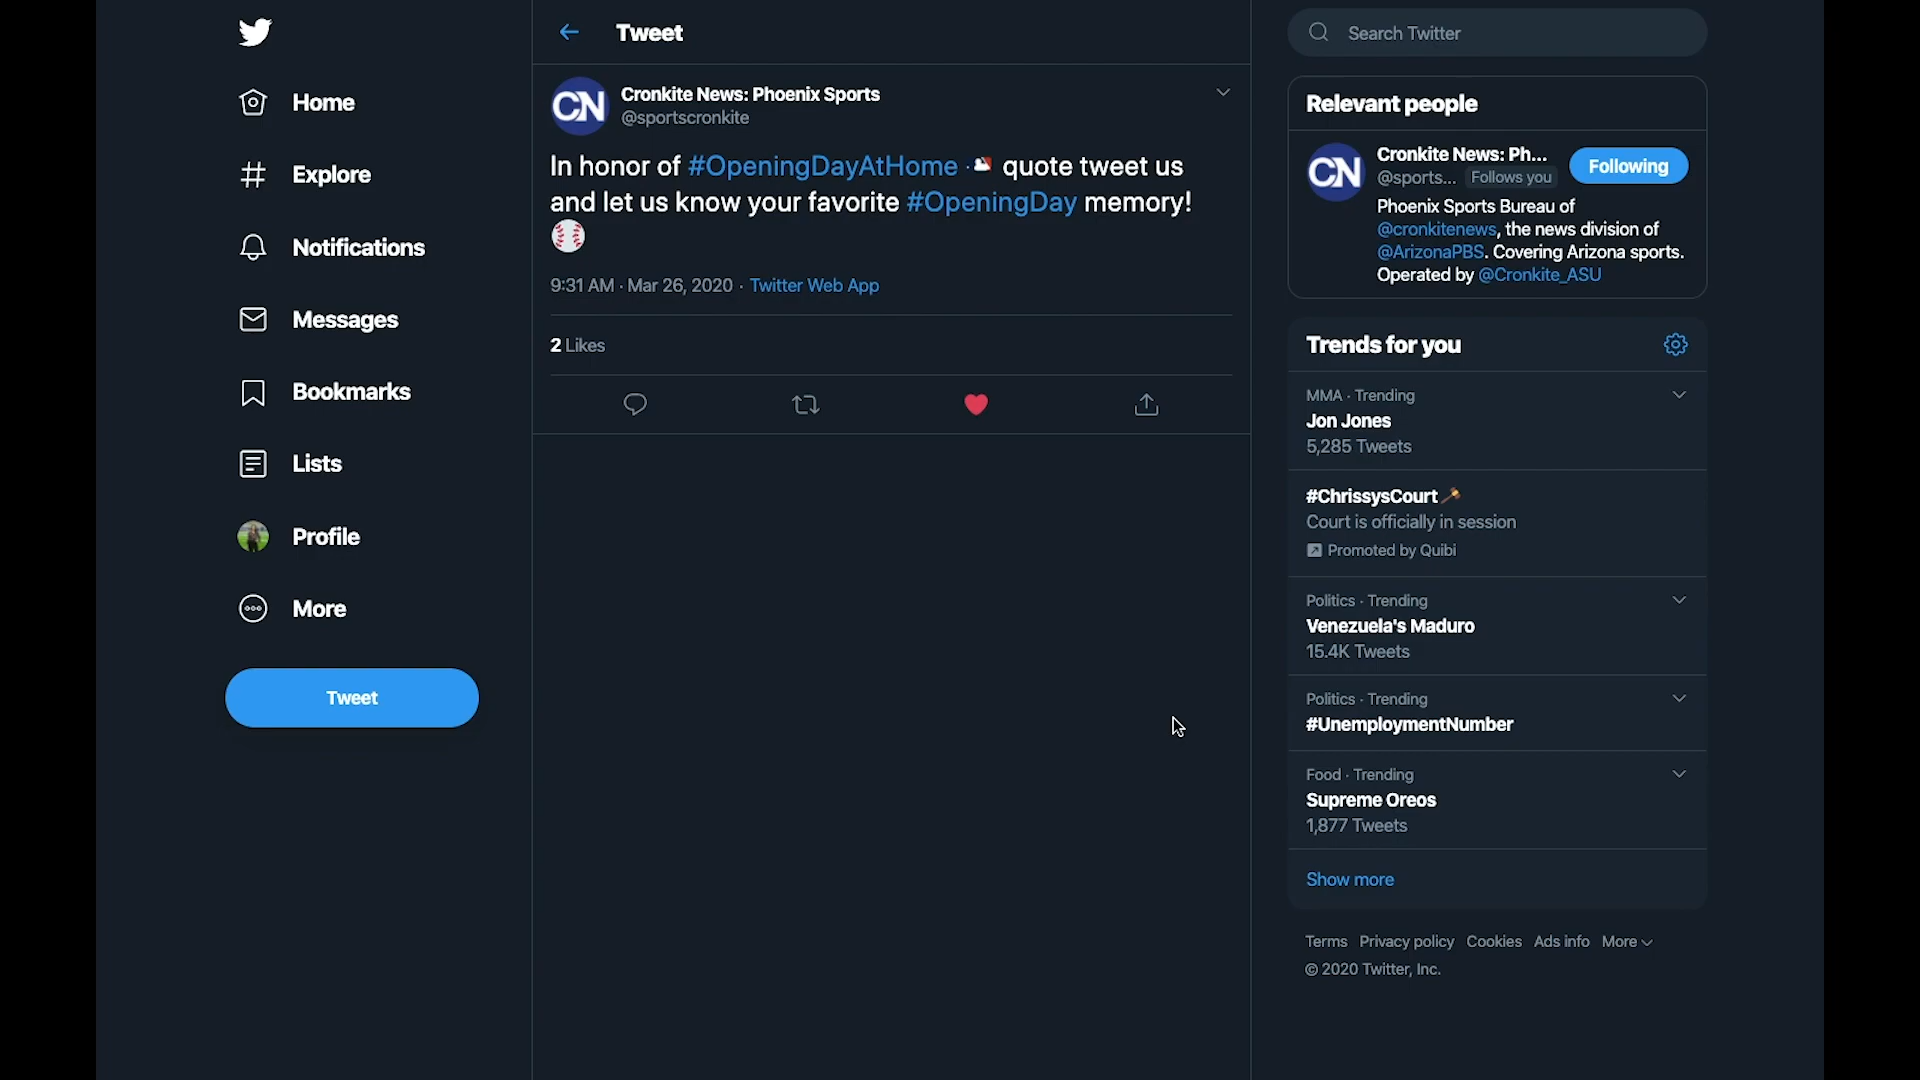 Home
Explore
Notifications
Messages
Bookmarks
Lists
Profile
More
Tweet
Tweet
CN
Cronkite News: Phoenix Sports
@sportscronkite
In honor of #OpeningDayAtHome quote tweet us
and let us know your favorite #OpeningDay memory!
9:31 AM · Mar 26, 2020 · Twitter Web App
2 Likes
Search Twitter
Relevant people
CN
Cronkite News: Ph...
@sports... Follows you
Following
Phoenix Sports Bureau of
@cronkitenews, the news division of
@ArizonaPBS. Covering Arizona sports.
Operated by @Cronkite_ASU
Trends for you
MMA · Trending
Jon Jones
5,285 Tweets
#ChrissysCourt
Court is officially in session
Promoted by Quibi
Politics · Trending
Venezuela's Maduro
15.4K Tweets
Politics · Trending
#UnemploymentNumber
Food · Trending
Supreme Oreos
1,877 Tweets
Show more
Terms Privacy policy Cookies Ads info More
© 2020 Twitter, Inc.